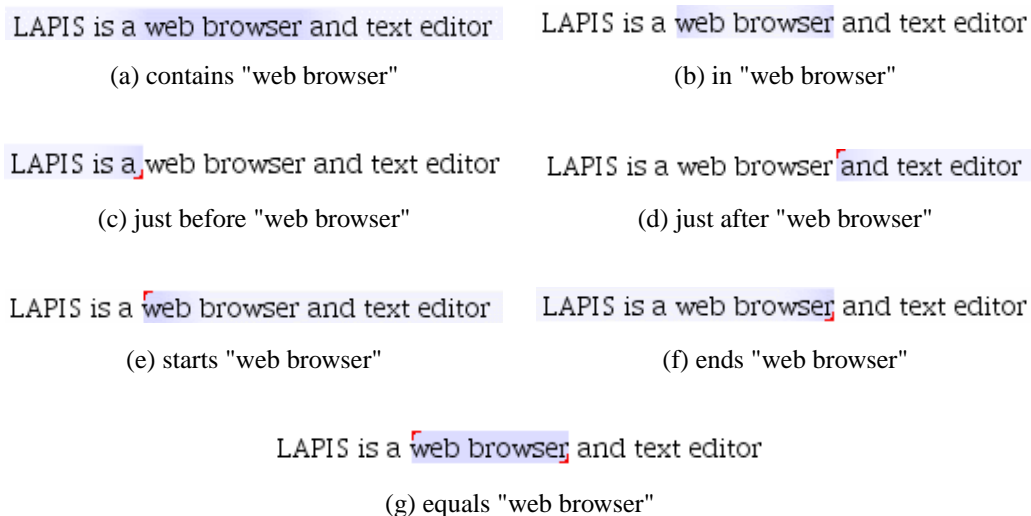 LAPIS is a web browser and text editor
LAPIS is a web browser and text editor
(a) contains "web browser"
(b) in "web browser"
LAPIS is a web browser and text editor
LAPIS is a web browser and text editor
(c) just before "web browser"
(d) just after "web browser"
LAPIS is a web browser and text editor
LAPIS is a web browser and text editor
(e) starts "web browser"
(f) ends "web browser"
LAPIS is a web browser and text editor
(g) equals "web browser"